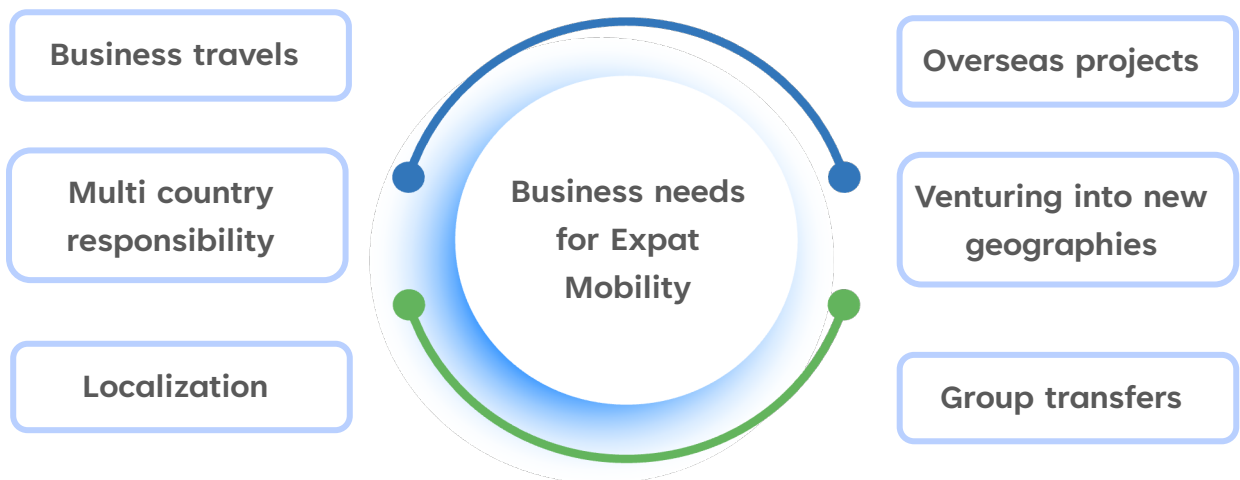 Business travels
Multi country
responsibility
Localization
Business needs
for Expat
Mobility
Overseas projects
Venturing into new
geographies
Group transfers